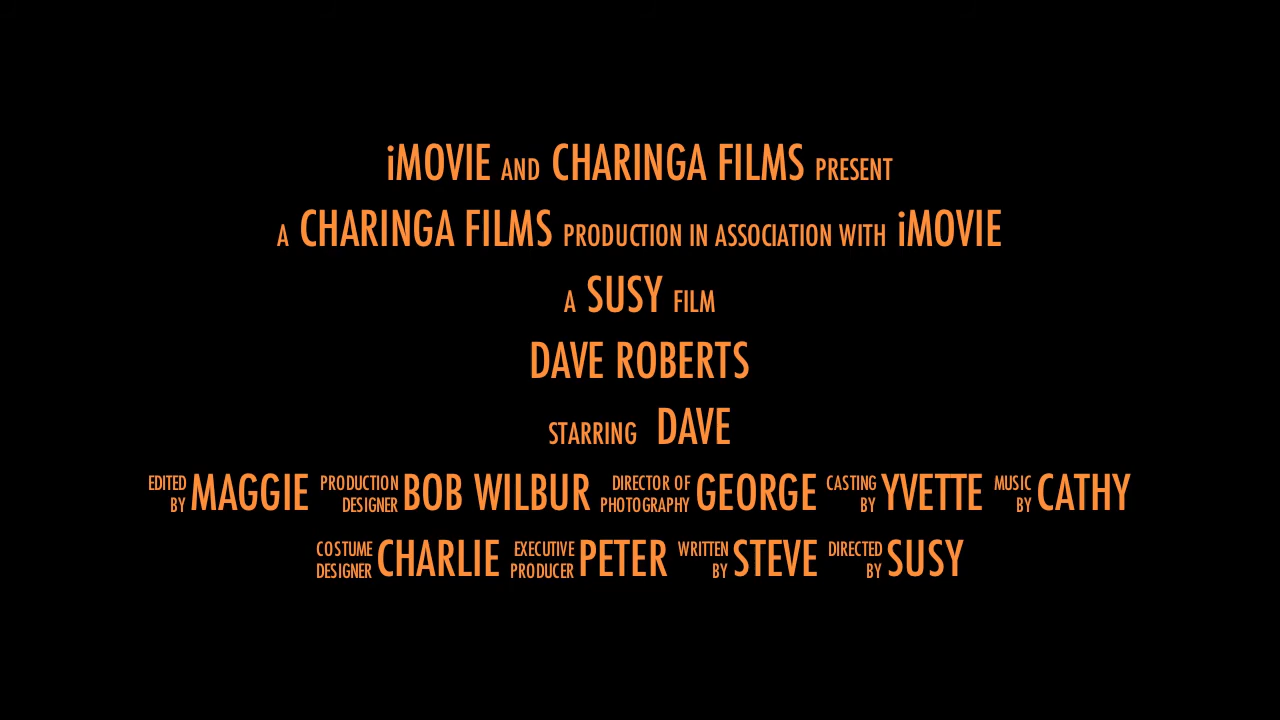 iMOVIE AND CHARINGA FILMS PRESENT
A CHARINGA FILMS PRODUCTION IN ASSOCIATION WITH iMOVIE
A SUSY FILM
DAVE ROBERTS
STARRING DAVE
EDITED BY MAGGIE PRODUCTION DESIGNER BOB WILBUR DIRECTOR OF PHOTOGRAPHY GEORGE CASTING BY YVETTE MUSIC BY CATHY
COSTUME DESIGNER CHARLIE EXECUTIVE PRODUCER PETER WRITTEN BY STEVE DIRECTED BY SUSY